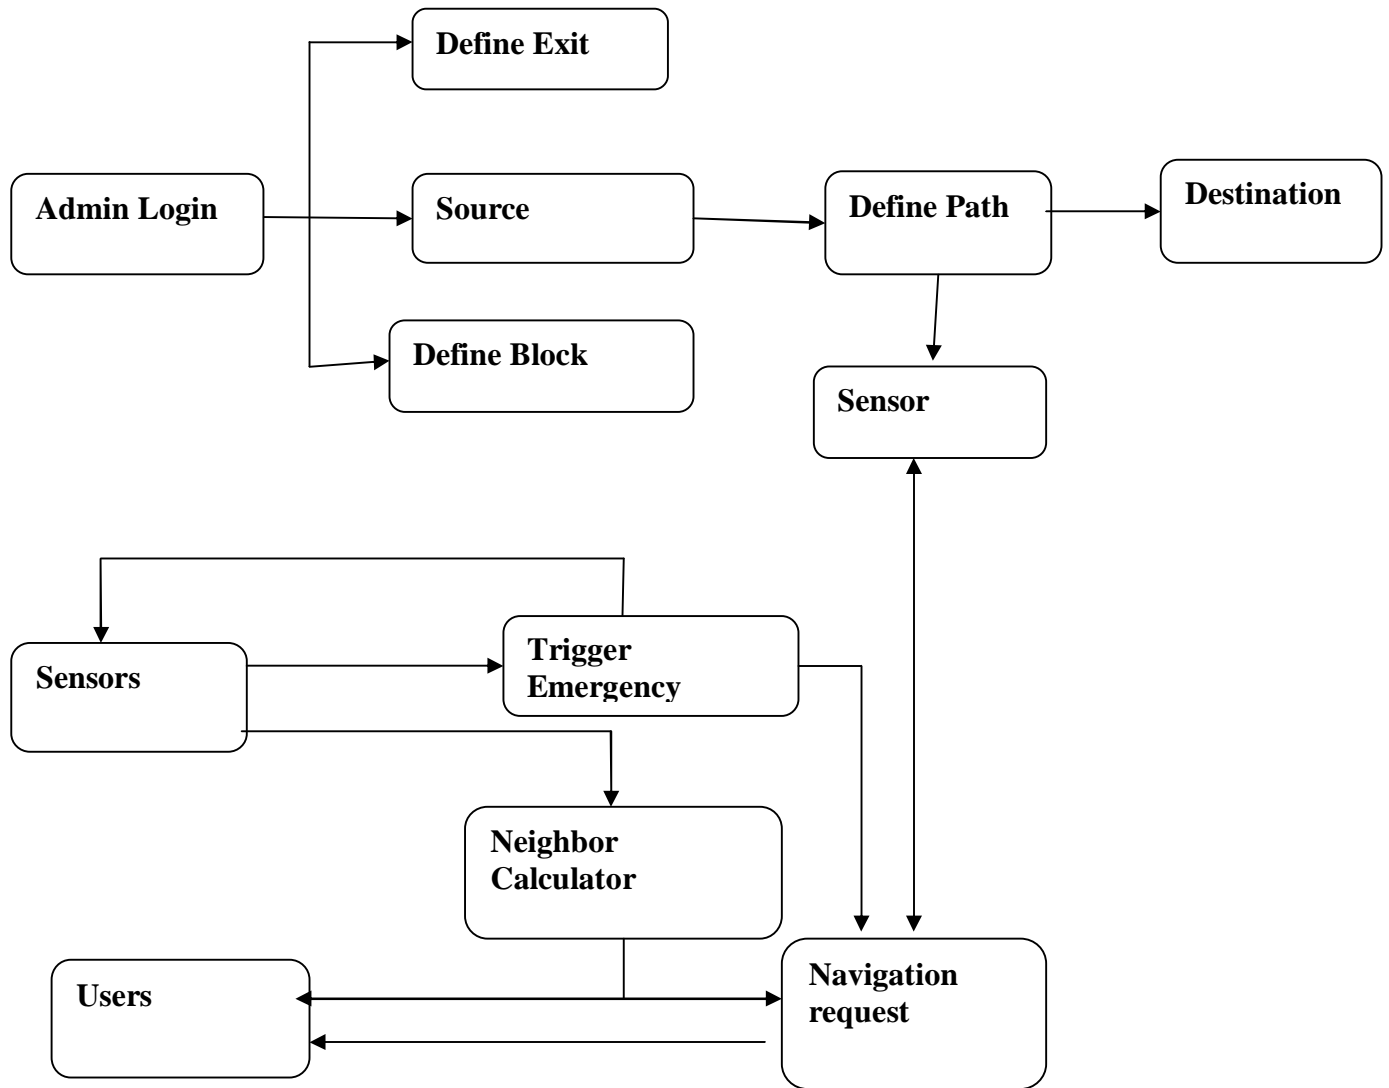 Define Exit
Admin Login
Source
Define Path
Destination
Define Block
Sensor
Sensors
Trigger
Emergency
Neighbor
Calculator
Users
Navigation
request